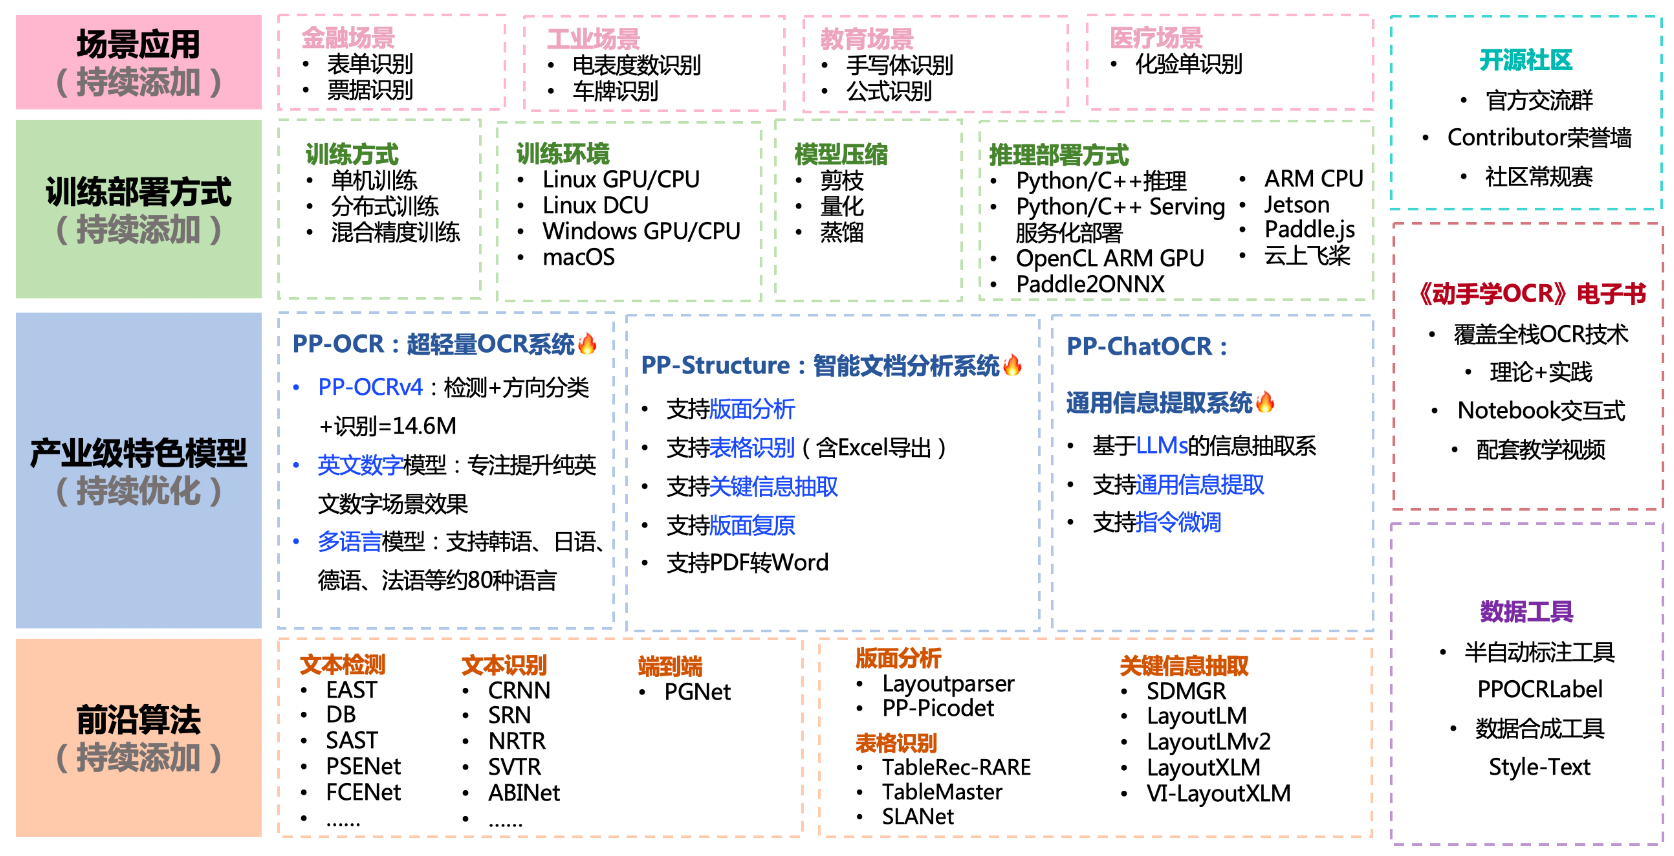 场景应用
（持续添加）
金融场景
• 表单识别
• 票据识别
工业场景
• 电表度数识别
• 车牌识别
教育场景
• 手写体识别
• 公式识别
医疗场景
• 化验单识别
训练部署方式
（持续添加）
训练方式
• 单机训练
• 分布式训练
• 混合精度训练
训练环境
• Linux GPU/CPU
• Linux DCU
• Windows GPU/CPU
• macOS
模型压缩
• 剪枝
• 量化
• 蒸馏
推理部署方式
• Python/C++推理
• Python/C++ Serving
服务化部署
• OpenCL ARM GPU
• Paddle2ONNX
• ARM CPU
• Jetson
• Paddle.js
• 云上飞桨
产业级特色模型
（持续优化）
PP-OCR：超轻量OCR系统🔥
• PP-OCRv4：检测+方向分类
+识别=14.6M
• 英文数字模型：专注提升纯英
文数字场景效果
• 多语言模型：支持韩语、日语、
德语、法语等约80种语言
PP-Structure：智能文档分析系统🔥
• 支持版面分析
• 支持表格识别（含Excel导出）
• 支持关键信息抽取
• 支持版面复原
• 支持PDF转Word
PP-ChatOCR：
通用信息提取系统🔥
• 基于LLMs的信息抽取系
• 支持通用信息提取
• 支持指令微调
前沿算法
（持续添加）
文本检测
• EAST
• DB
• SAST
• PSENet
• FCENet
• ……
文本识别
• CRNN
• SRN
• NRTR
• SVTR
• ABINet
• ……
端到端
• PGNet
版面分析
• Layoutparser
• PP-Picodet
表格识别
• TableRec-RARE
• TableMaster
• SLANet
关键信息抽取
• SDMGR
• LayoutLM
• LayoutLMv2
• LayoutXLM
• VI-LayoutXLM
开源社区
• 官方交流群
• Contributor荣誉墙
• 社区常规赛
《动手学OCR》电子书
• 覆盖全栈OCR技术
• 理论+实践
• Notebook交互式
• 配套教学视频
数据工具
• 半自动标注工具
PPOCRLabel
• 数据合成工具
Style-Text